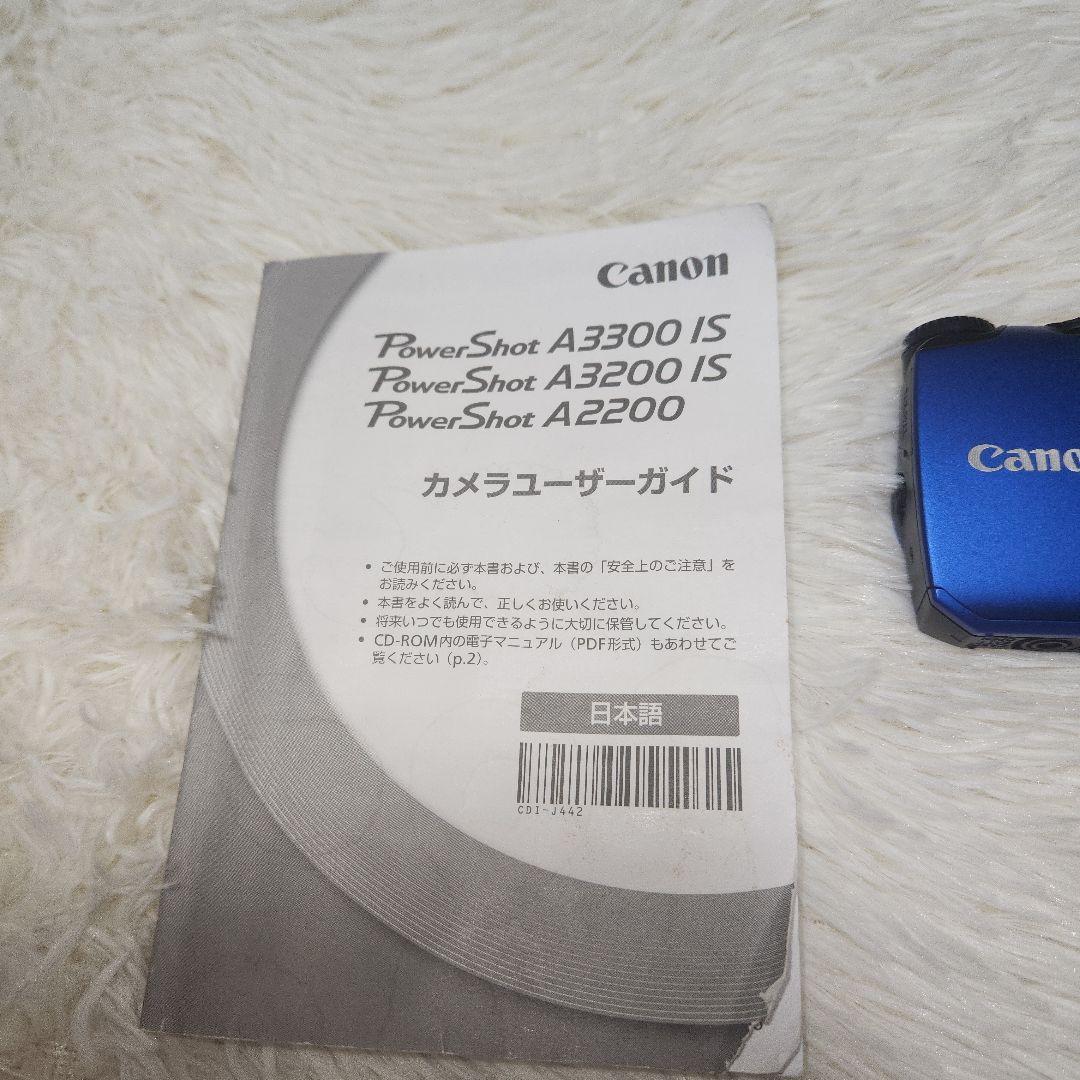 Canon
PowerShot A3300 IS
PowerShot A3200 IS
PowerShot A2200
カメラユーザーガイド
• ご使用前に必ず本書および、本書の「安全上のご注意」を
お読みください。
• 本書をよく読んで、正しくお使いください。
• 将来いつでも使用できるように大切に保管してください。
• CD-ROM内の電子マニュアル（PDF形式）もあわせてご
覧ください（p.2）。
日本語
CDI-J442
Cano